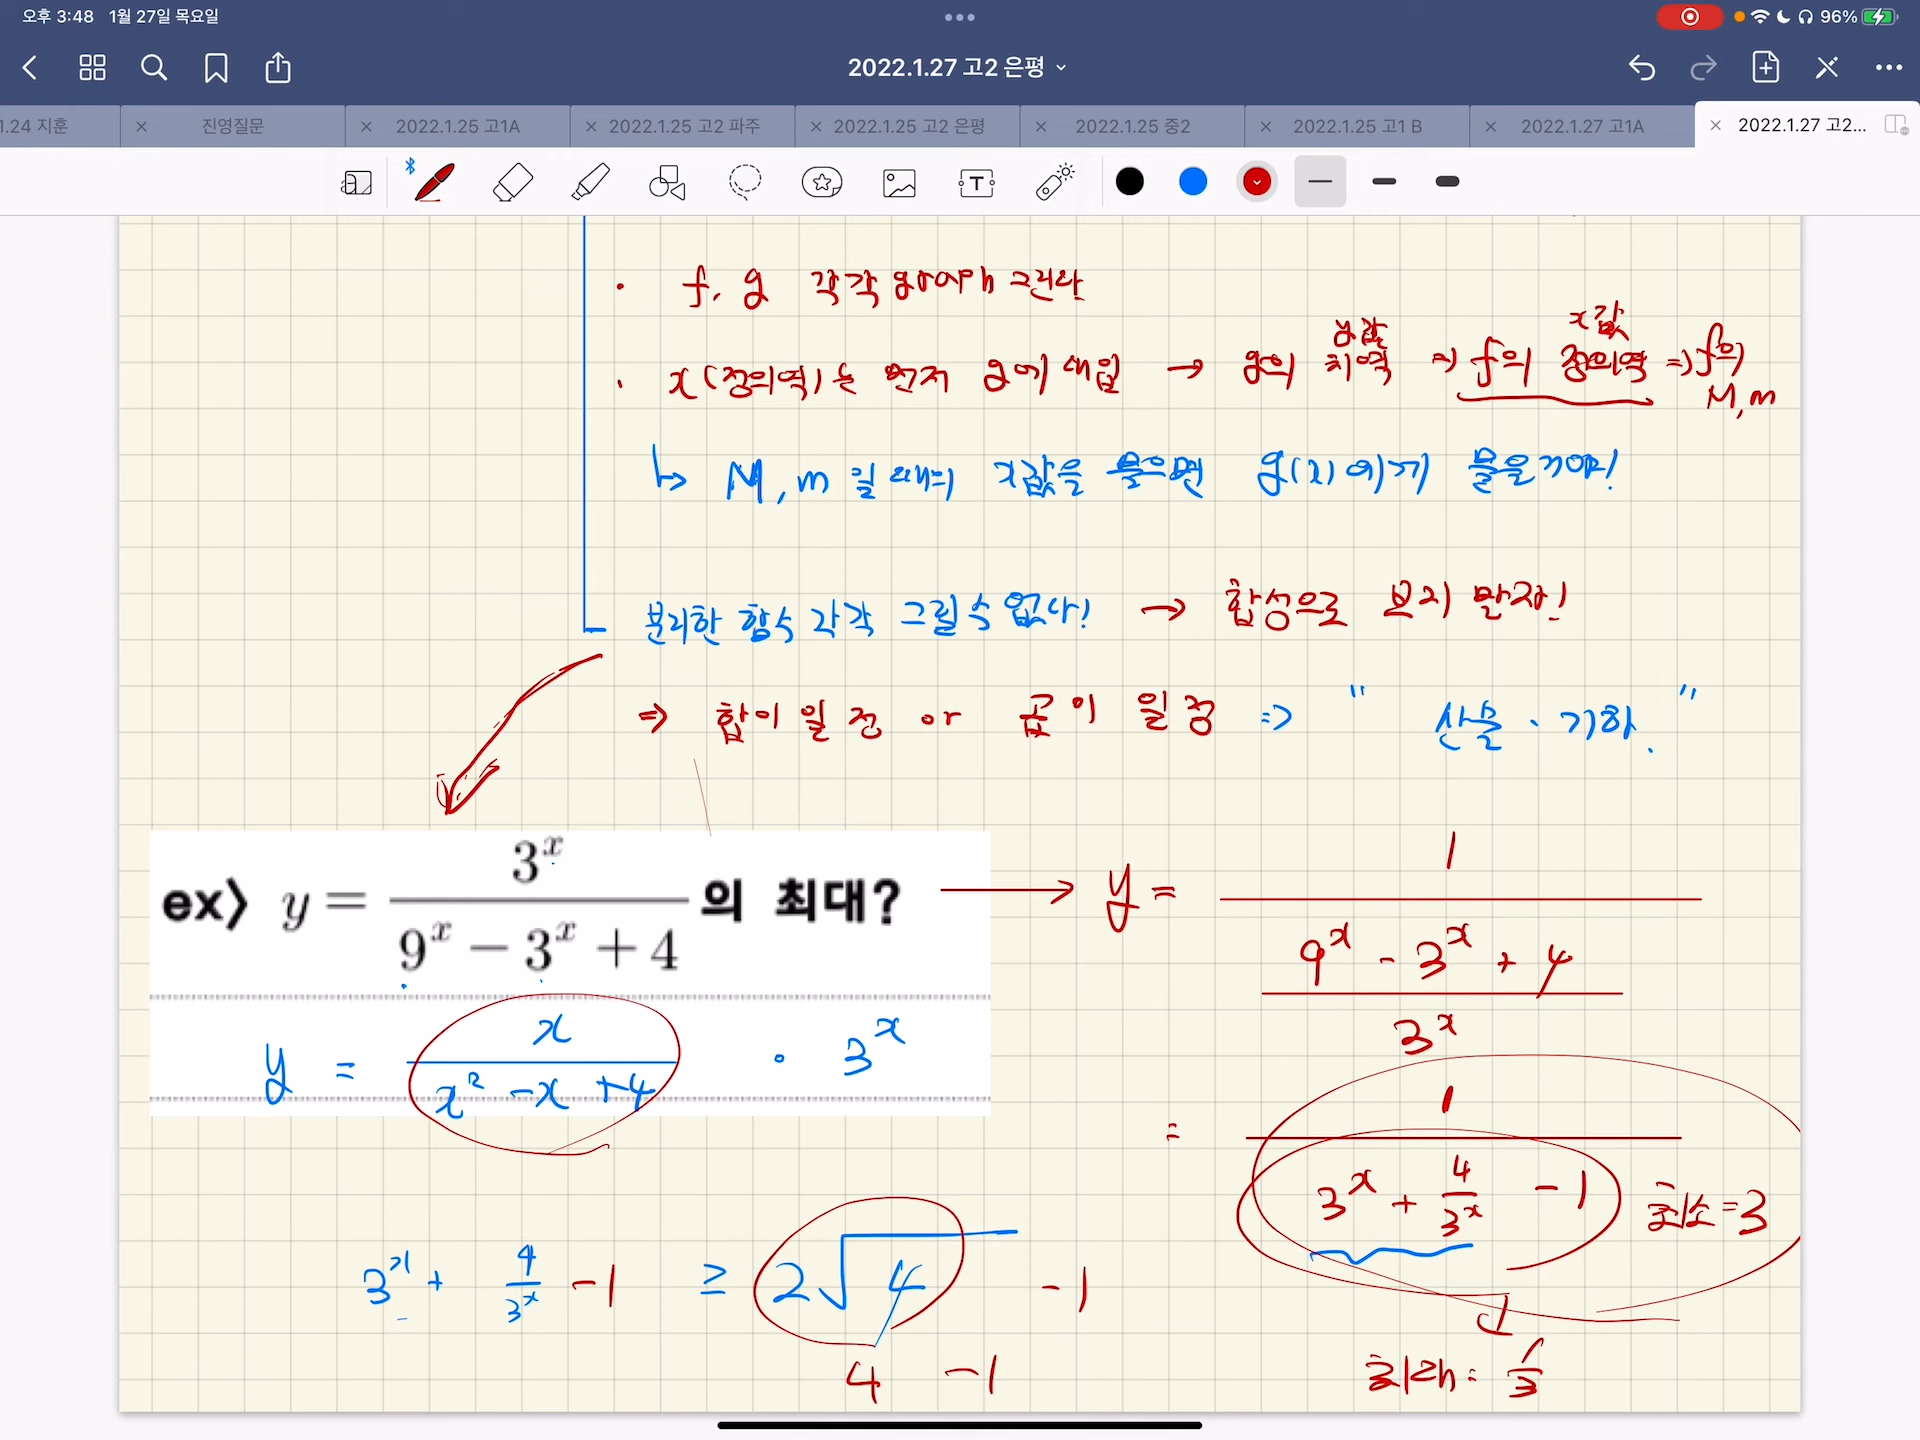 오후 3:48 1월 27일 목요일
96%
2022.1.27 고2 은평
1.24 지훈
진영질문
2022.1.25 고1A
2022.1.25 고2 파주
2022.1.25 고2 은평
2022.1.25 중2
2022.1.25 고1 B
2022.1.27 고1A
2022.1.27 고2...
· f, g 각각 graph 그린다
y값 x값
· x(정의역)는 먼저 g에 대입 → g의 치역 ⇒ f의 정의역 ⇒ f의 M, m
↳ M, m 일 때의 x값을 물으면 g(x)에게 물을거야!
분리한 함수 각각 그릴 수 없다! → 합성으로 보지 말자!
⇒ 합이 일정 or 곱이 일정 ⇒ " 산술 · 기하. "
ex> y = 3^x / (9^x − 3^x + 4) 의 최대?
→ y = 1 / ((9^x - 3^x + 4) / 3^x)
y = x / (x² - x + 4) · 3^x
= 1 / (3^x + 4/3^x - 1) 최소 = 3
3^x + 4/3^x - 1 ≥ 2√4 - 1
4 - 1
최대 = 1/3